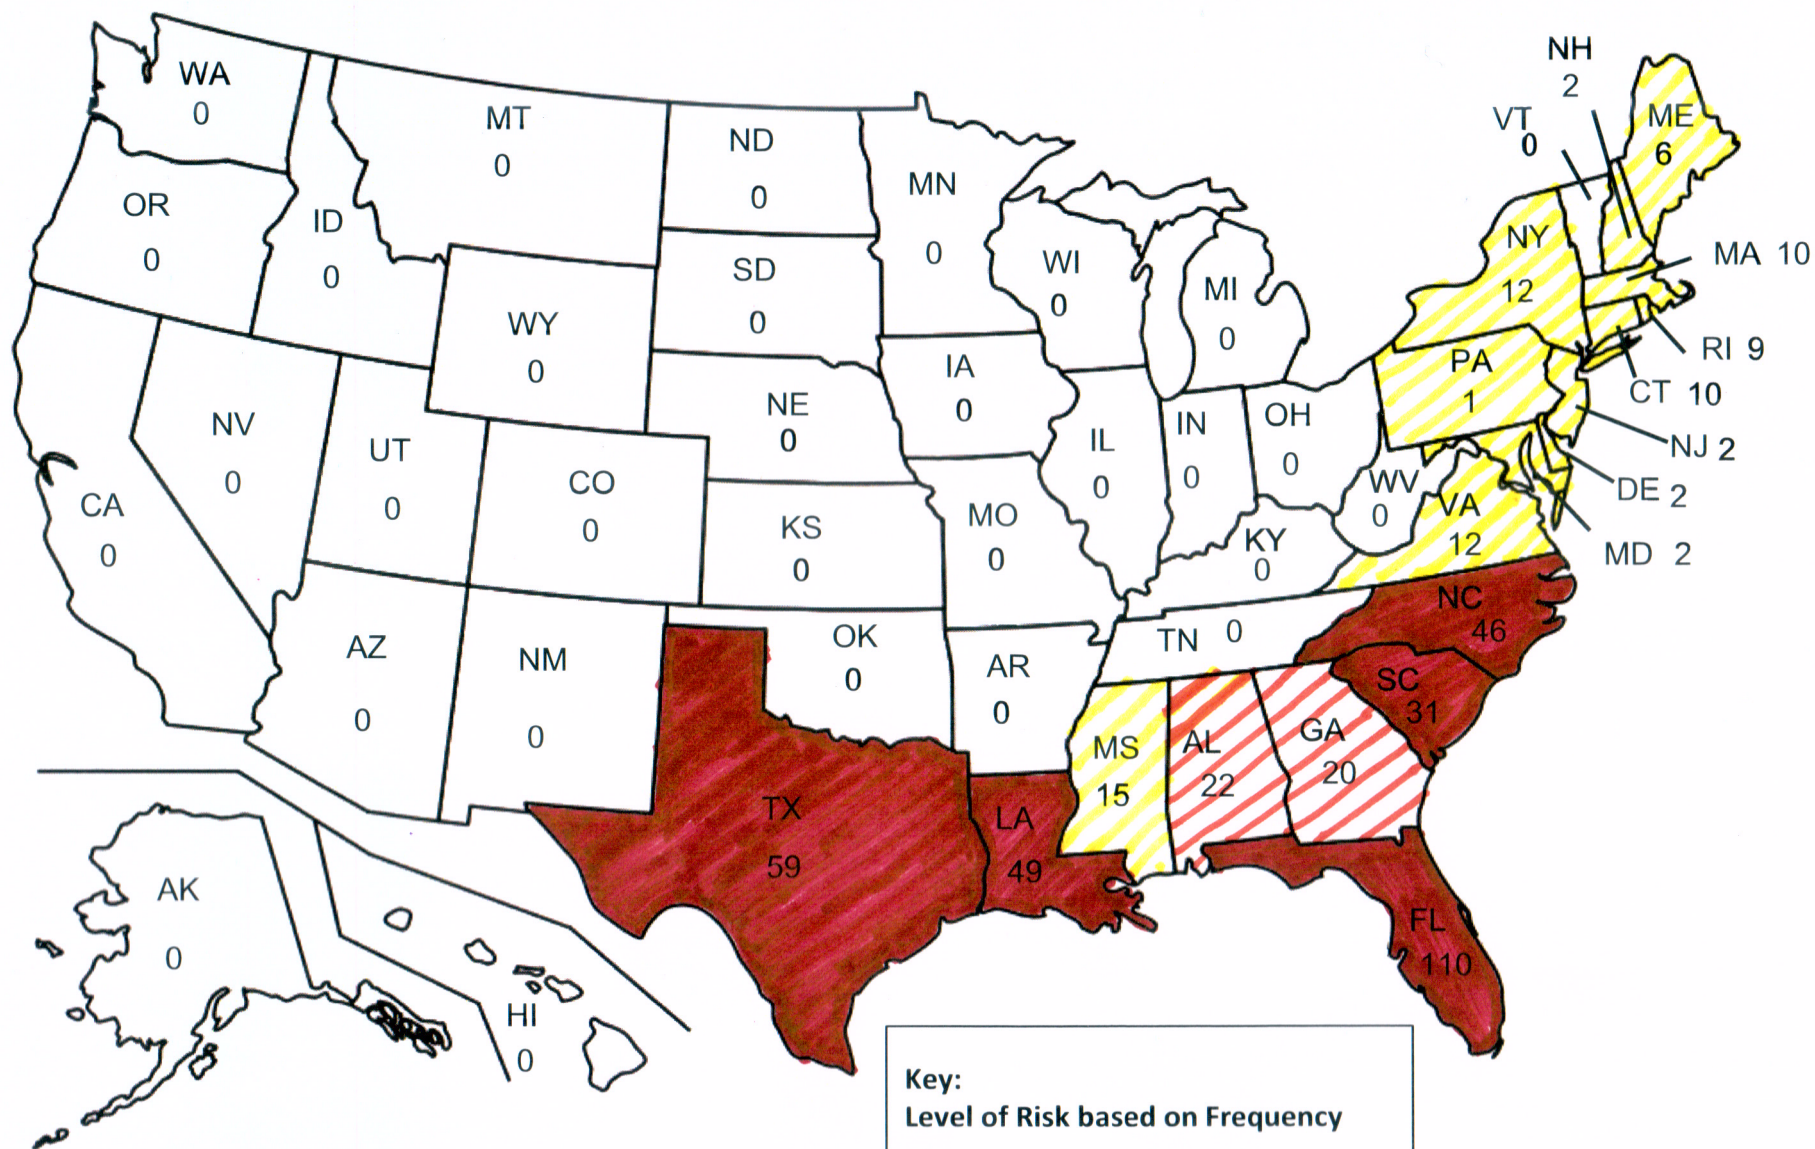 WA
0
MT
0
ND
0
MN
0
NH
2
VT
0
ME
6
OR
0
ID
0
SD
0
WI
0
MI
0
NY
12
MA 10
WY
0
IA
0
PA
1
RI 9
CT 10
NV
0
UT
0
CO
0
NE
0
IL
0
IN
0
OH
0
WV
0
NJ 2
DE 2
MD 2
VA
12
CA
0
KS
0
MO
0
KY
0
NC
46
AZ
0
NM
0
OK
0
AR
0
TN 0
SC
31
TX
59
LA
49
MS
15
AL
22
GA
20
FL
110
AK
0
HI
0
Key:
Level of Risk based on Frequency